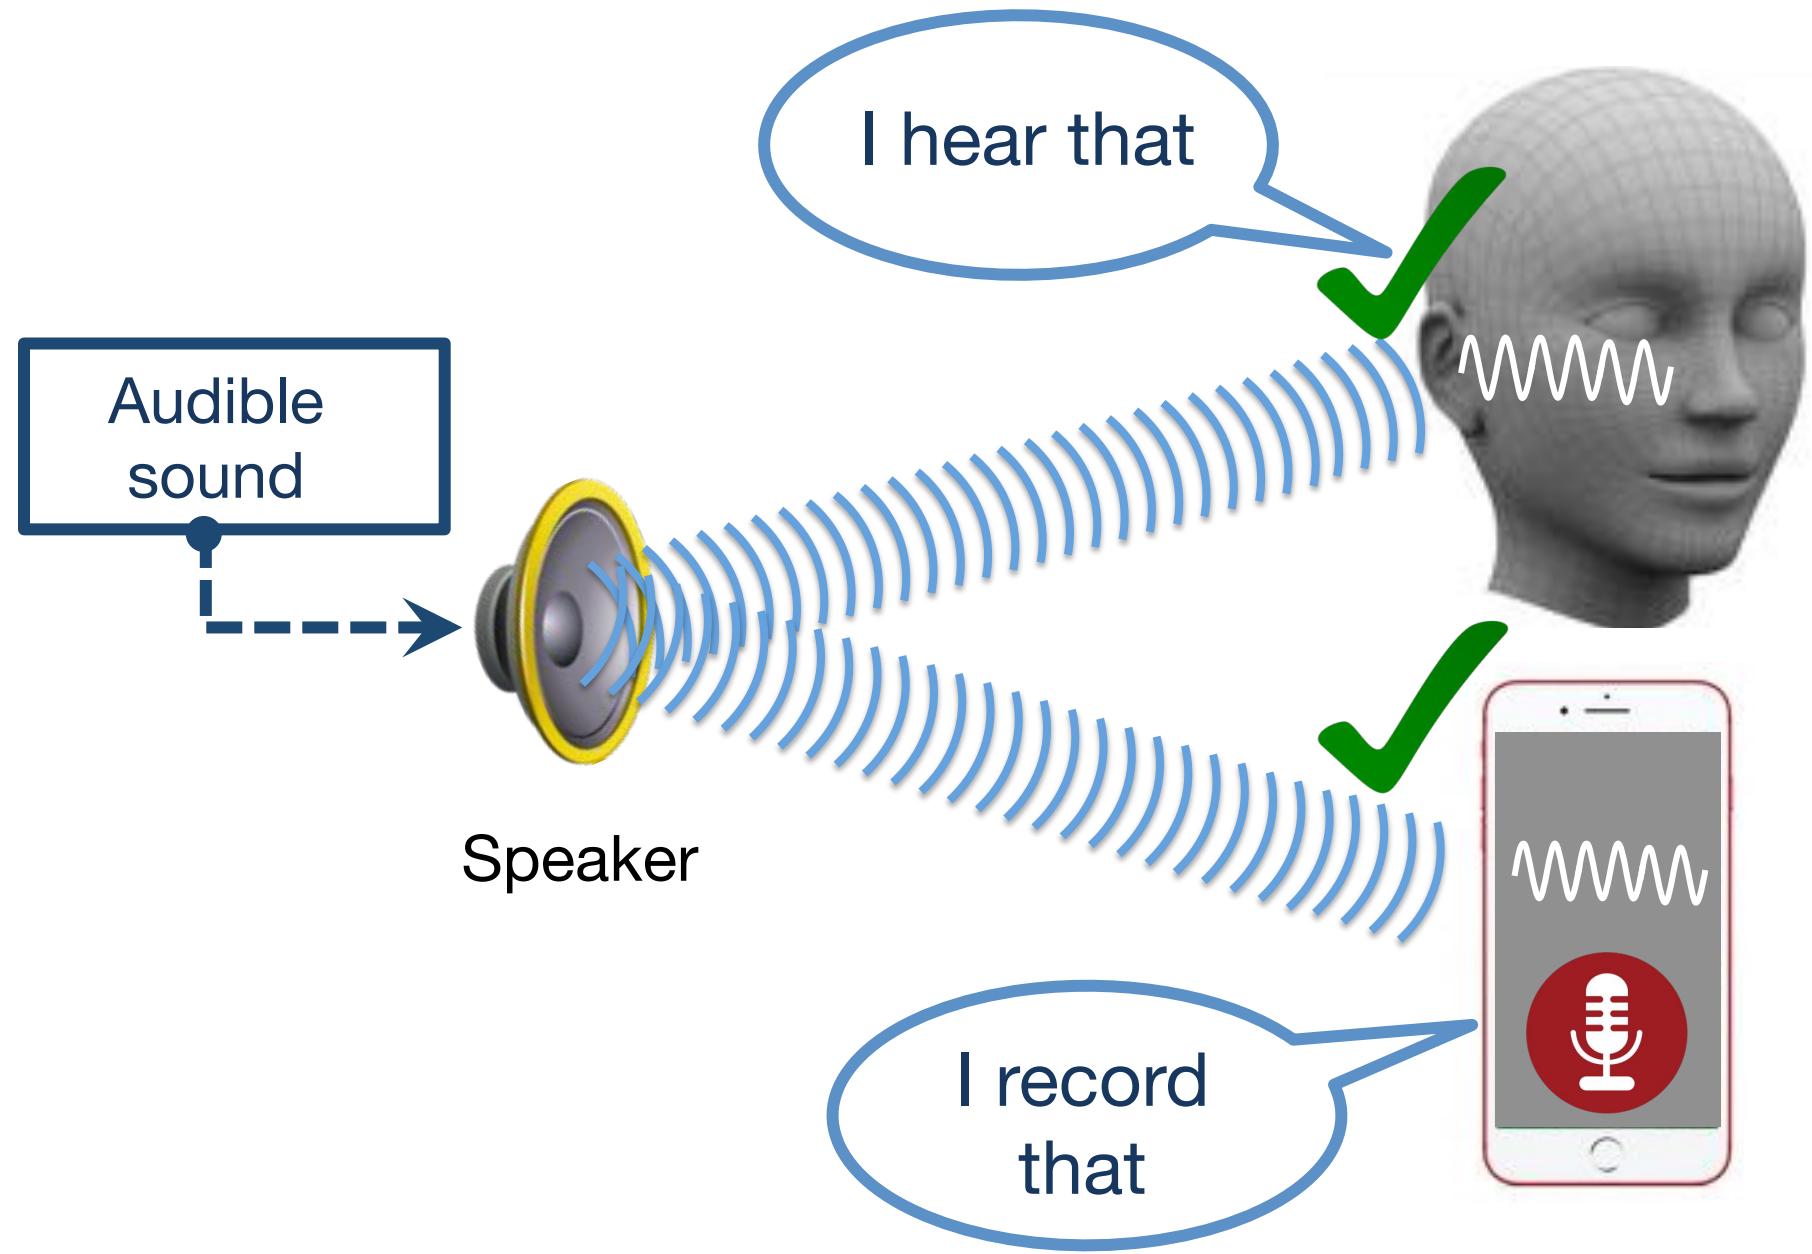 I hear that
Audible
sound
Speaker
I record
that